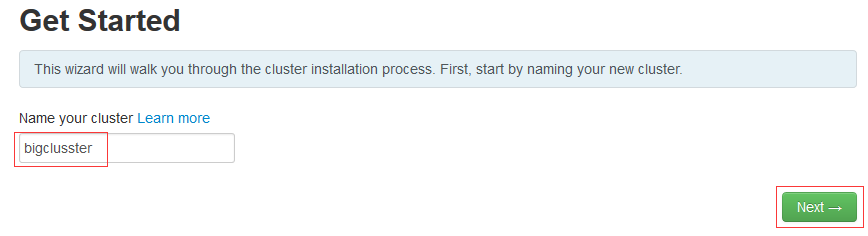 Get Started
This wizard will walk you through the cluster installation process. First, start by naming your new cluster.
Name your cluster Learn more
bigclusster
Next →